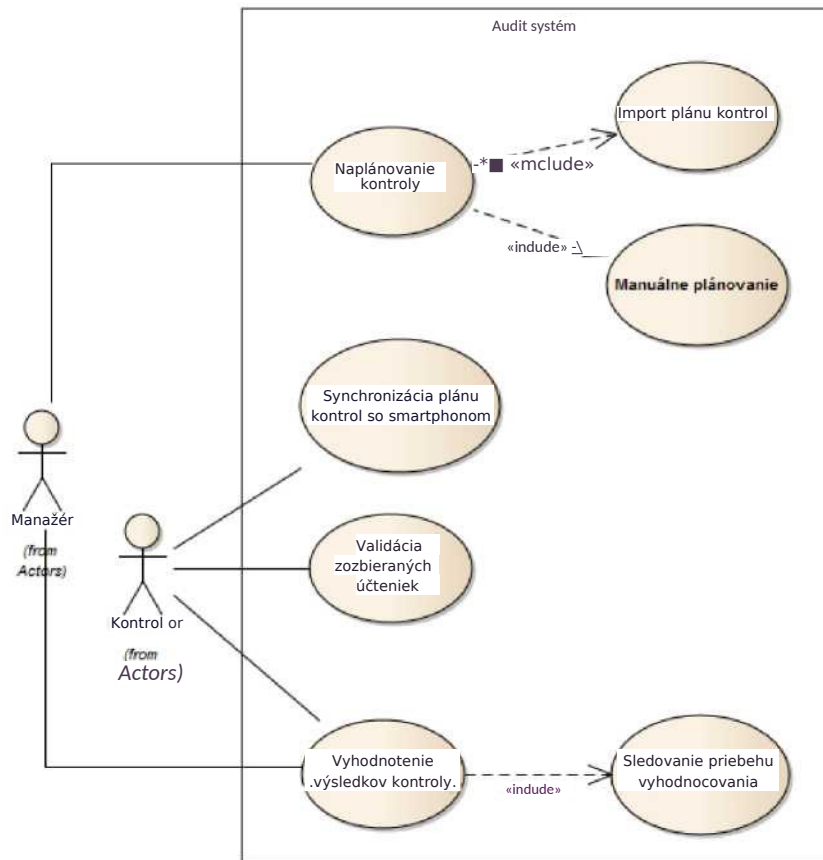 Audit systém
Import plánu kontrol
Naplánovanie
kontroly
-*■ «mclude»
«indude» -\
Manuálne plánovanie
Synchronizácia plánu
kontrol so smartphonom
Manažér
(from
Actors)
Validácia
zozbieraných
účteniek
Kontrol or
(from
Actors)
Vyhodnotenie
.výsledkov kontroly.
«indude»
Sledovanie priebehu
vyhodnocovania